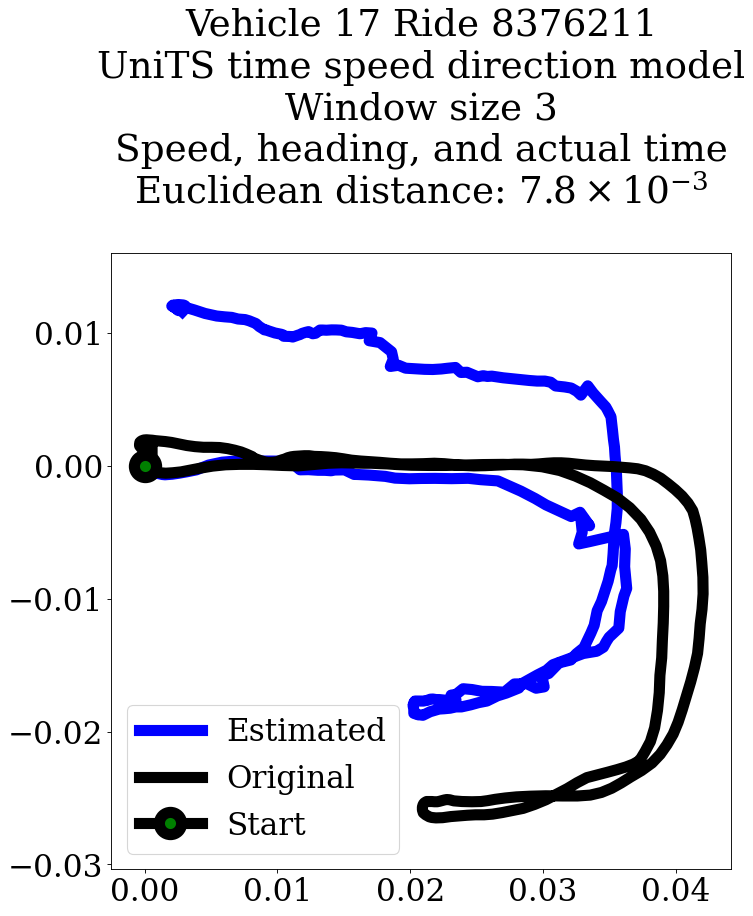 Vehicle 17 Ride 8376211
UniTS time speed direction model
Window size 3
Speed, heading, and actual time
Euclidean distance: 7.8 × 10⁻³
0.01
0.00
−0.01
−0.02
−0.03
Estimated
Original
Start
0.00 0.01 0.02 0.03 0.04